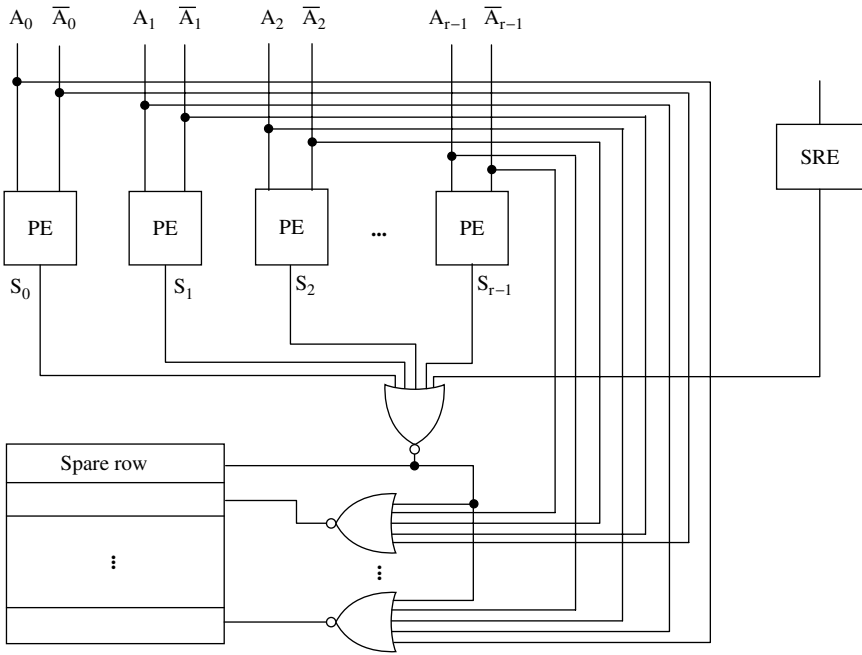 A₀ A̅₀ A₁ A̅₁ A₂ A̅₂ Aᵣ₋₁ A̅ᵣ₋₁
SRE
PE PE PE ... PE
S₀ S₁ S₂ Sᵣ₋₁
Spare row
...
...